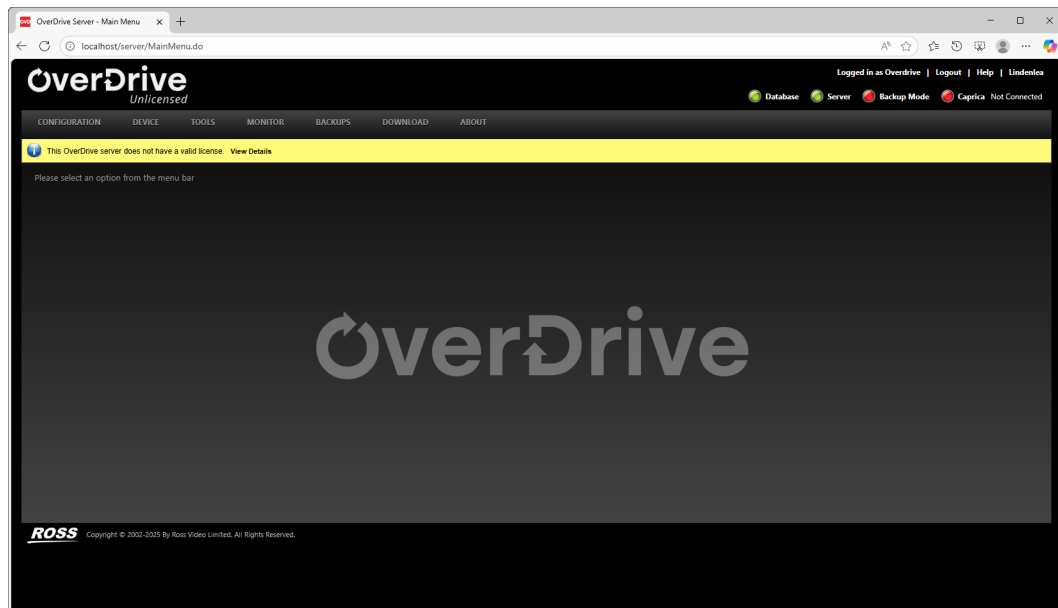 OVD OverDrive Server - Main Menu
localhost/server/MainMenu.do
OverDrive
Unlicensed
Logged in as Overdrive | Logout | Help | Lindenlea
Database Server Backup Mode Caprica Not Connected
CONFIGURATION DEVICE TOOLS MONITOR BACKUPS DOWNLOAD ABOUT
This OverDrive server does not have a valid license. View Details
Please select an option from the menu bar
OverDrive
ROSS Copyright © 2002-2025 By Ross Video Limited. All Rights Reserved.